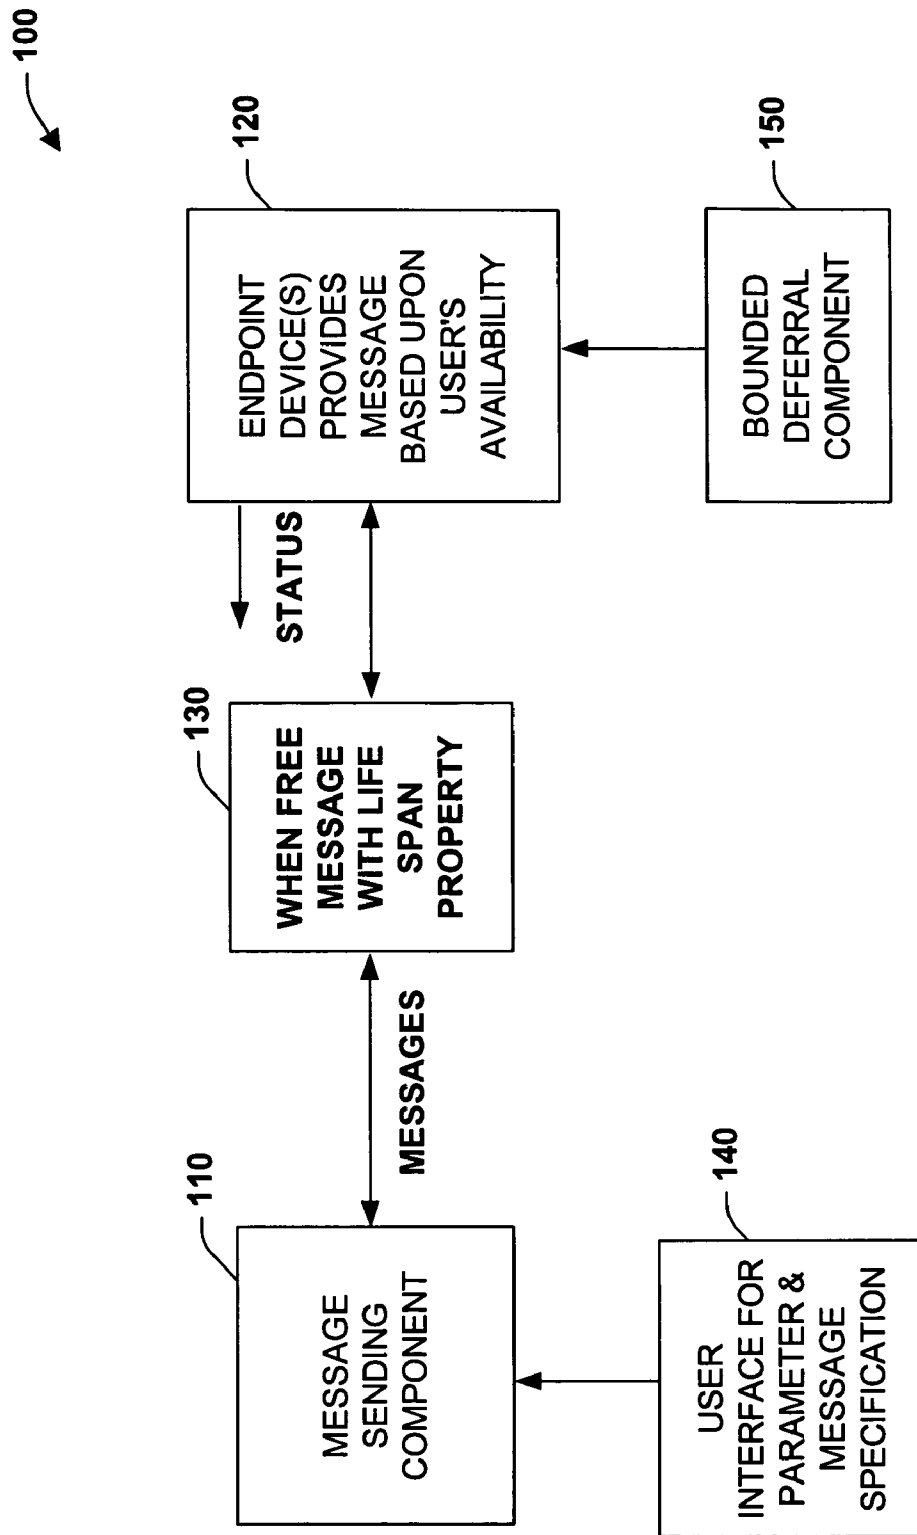 100
110
MESSAGE
SENDING
COMPONENT
MESSAGES
130
WHEN FREE
MESSAGE
WITH LIFE
SPAN
PROPERTY
STATUS
120
ENDPOINT
DEVICE(S)
PROVIDES
MESSAGE
BASED UPON
USER'S
AVAILABILITY
140
USER
INTERFACE FOR
PARAMETER &
MESSAGE
SPECIFICATION
150
BOUNDED
DEFERRAL
COMPONENT